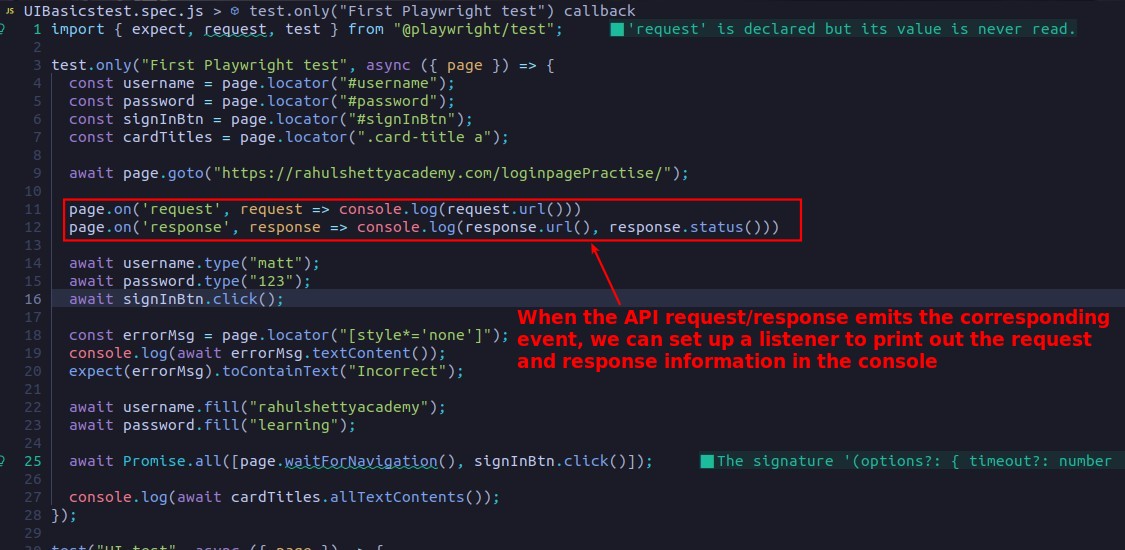 JS UIBasicstest.spec.js > test.only("First Playwright test") callback
1 import { expect, request, test } from "@playwright/test"; 'request' is declared but its value is never read.
2
3 test.only("First Playwright test", async ({ page }) => {
4 const username = page.locator("#username");
5 const password = page.locator("#password");
6 const signInBtn = page.locator("#signInBtn");
7 const cardTitles = page.locator(".card-title a");
8
9 await page.goto("https://rahulshettyacademy.com/loginpagePractise/");
10
11 page.on('request', request => console.log(request.url()))
12 page.on('response', response => console.log(response.url(), response.status()))
13
14 await username.type("matt");
15 await password.type("123");
16 await signInBtn.click();
17
When the API request/response emits the corresponding
event, we can set up a listener to print out the request
and response information in the console
18 const errorMsg = page.locator("[style*='none']");
19 console.log(await errorMsg.textContent());
20 expect(errorMsg).toContainText("Incorrect");
21
22 await username.fill("rahulshettyacademy");
23 await password.fill("learning");
24
25 await Promise.all([page.waitForNavigation(), signInBtn.click()]); The signature '(options?: { timeout?: number
26
27 console.log(await cardTitles.allTextContents());
28 });
29
30 test("UI test", async ({ page }) => {